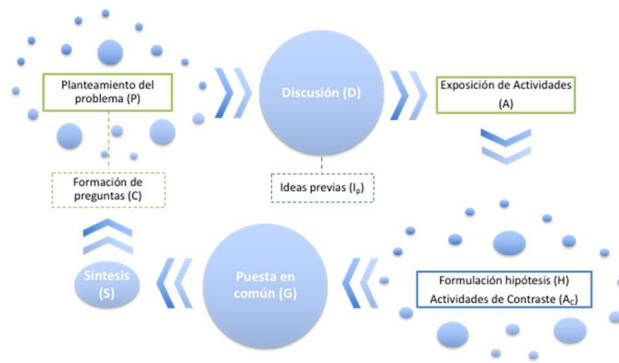 Planteamiento del
problema (P)
Discusión (D)
Exposición de Actividades
(A)
Formación de
preguntas (C)
Ideas previas (Ip)
Síntesis
(S)
Puesta en
común (G)
Formulación hipótesis (H)
Actividades de Contraste (AC)